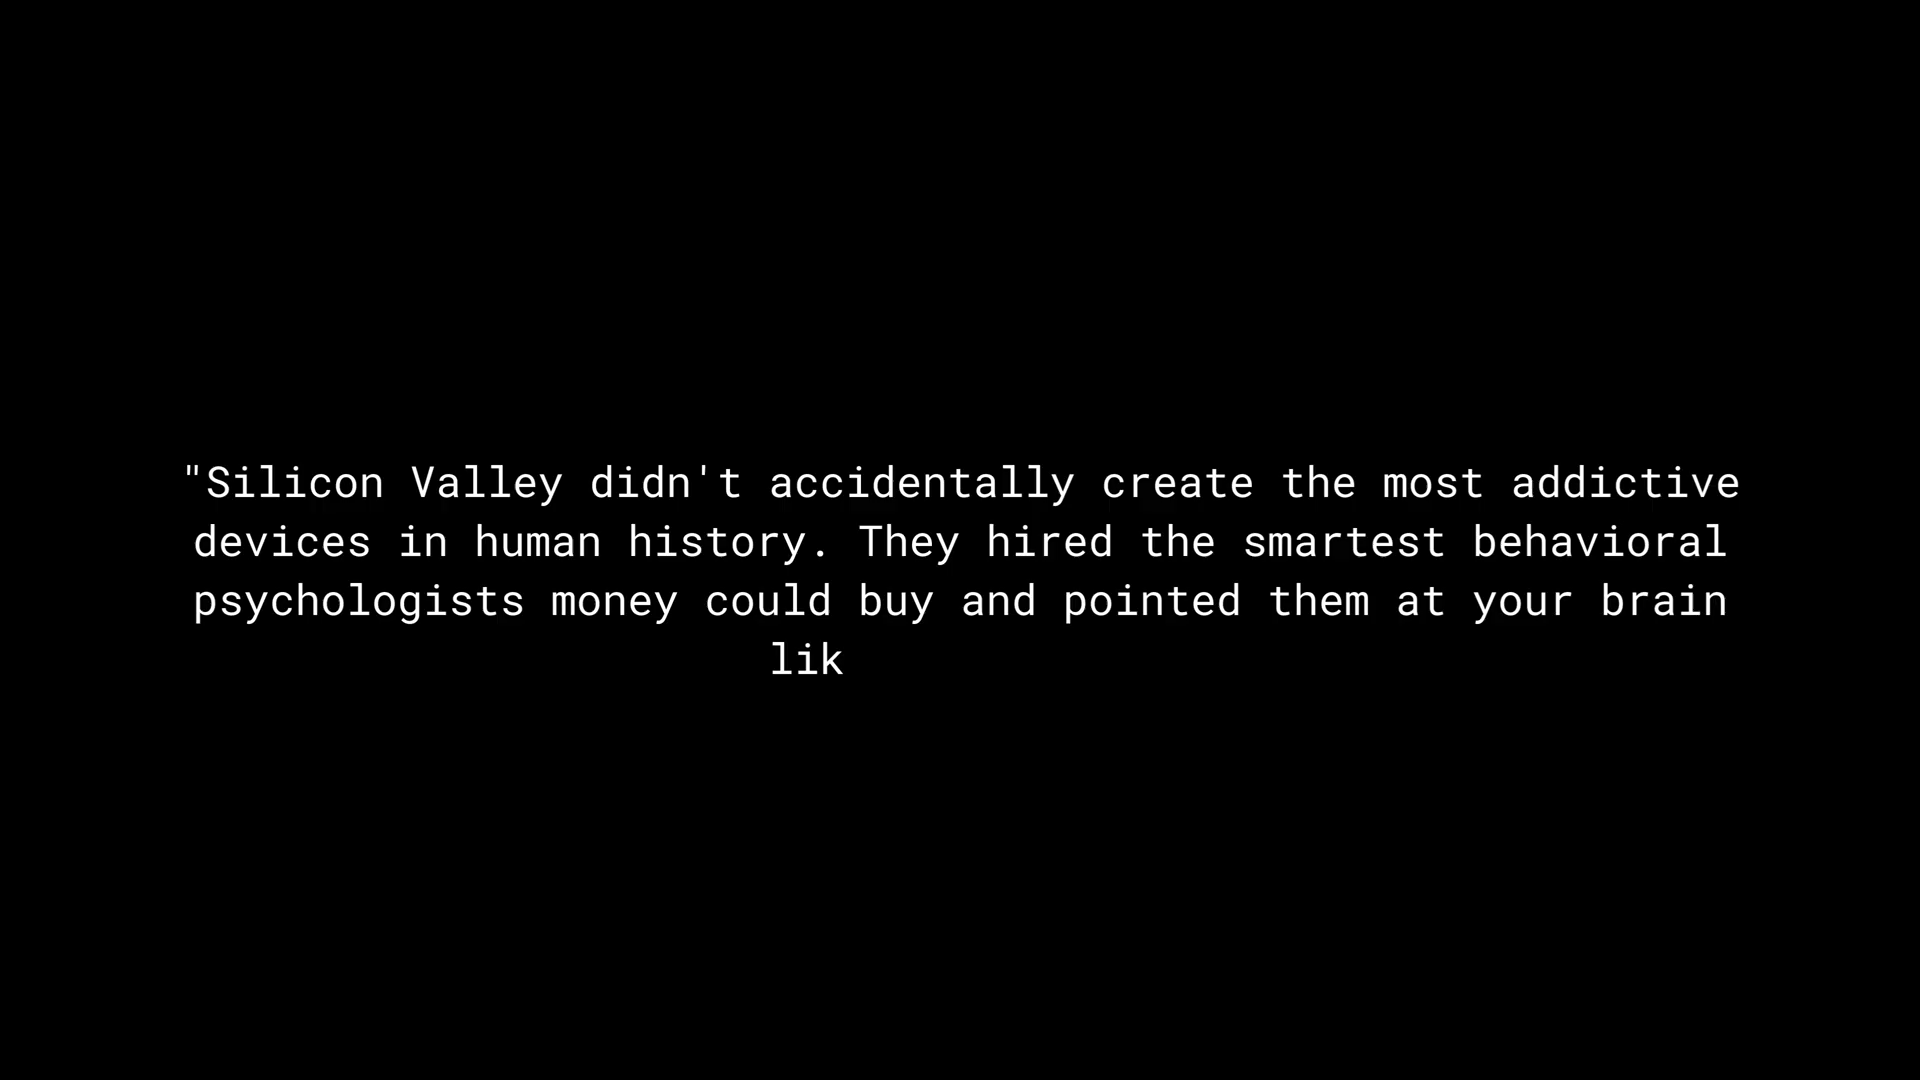 "Silicon Valley didn't accidentally create the most addictive
devices in human history. They hired the smartest behavioral
psychologists money could buy and pointed them at your brain
lik